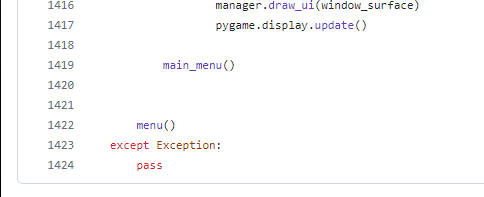 1416 manager.draw_ui(window_surface)
1417 pygame.display.update()
1418
1419 main_menu()
1420
1421
1422 menu()
1423 except Exception:
1424 pass